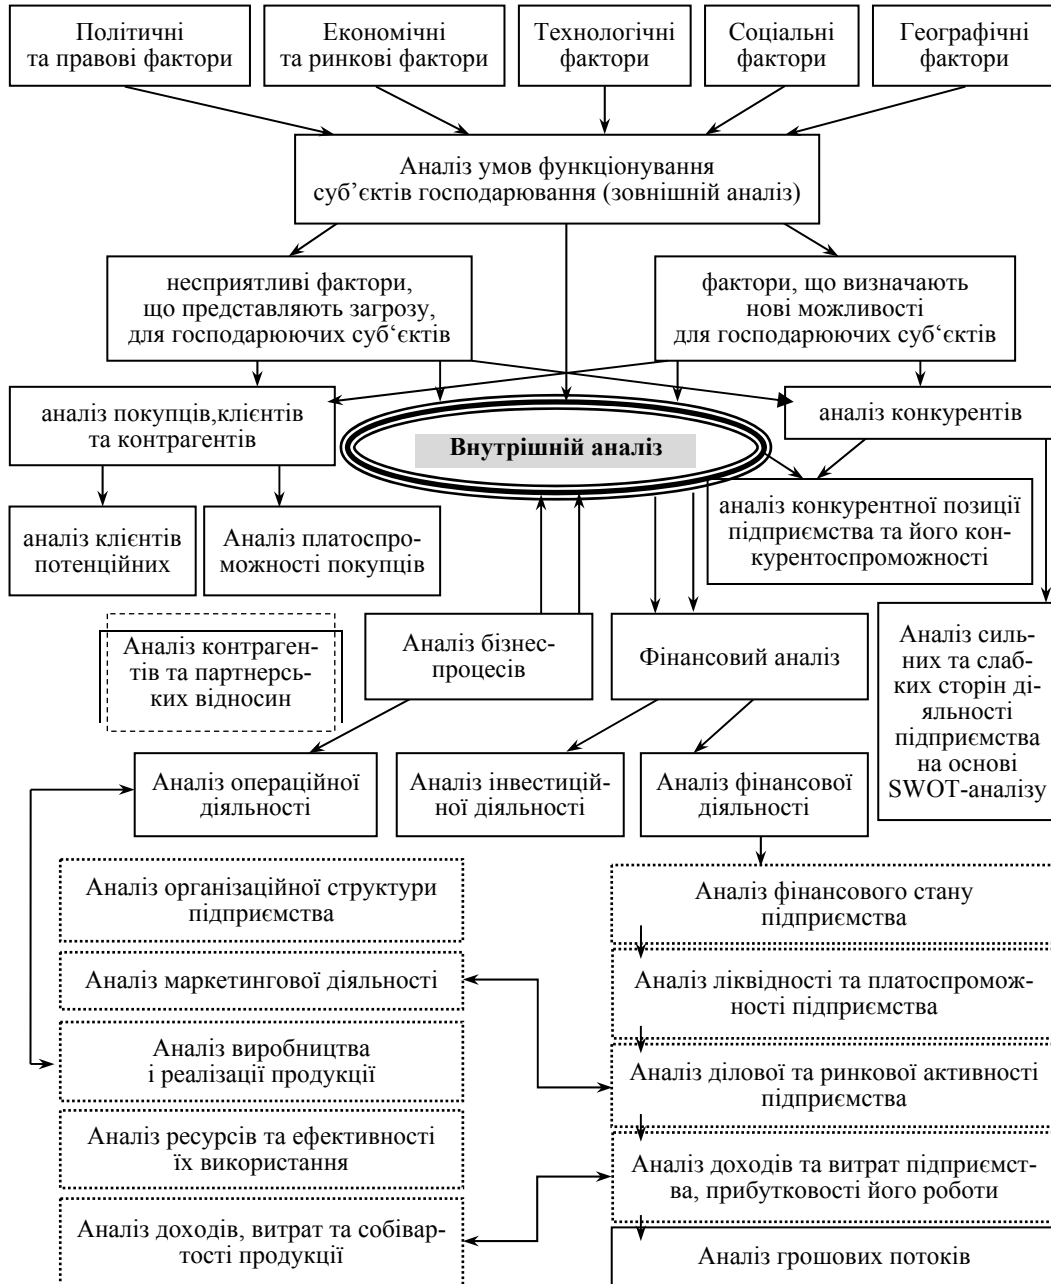 Політичні
та правові фактори
Економічні
та ринкові фактори
Технологічні
фактори
Соціальні
фактори
Географічні
фактори
Аналіз умов функціонування
суб’єктів господарювання (зовнішній аналіз)
несприятливі фактори,
що представляють загрозу,
для господарюючих суб‘єктів
фактори, що визначають
нові можливості
для господарюючих суб‘єктів
аналіз покупців,клієнтів
та контрагентів
Внутрішній аналіз
аналіз конкурентів
аналіз клієнтів
потенційних
Аналіз платоспро-
можності покупців
аналіз конкурентної позиції
підприємства та його кон-
курентоспроможності
Аналіз контраген-
тів та партнерсь-
ких відносин
Аналіз бізнес-
процесів
Фінансовий аналіз
Аналіз силь-
них та слаб-
ких сторін ді-
яльності
підприємства
на основі
SWOT-аналізу
Аналіз операційної
діяльності
Аналіз інвестицій-
ної діяльності
Аналіз фінансової
діяльності
Аналіз організаційної структури
підприємства
Аналіз фінансового стану
підприємства
Аналіз маркетингової діяльності
Аналіз ліквідності та платоспромож-
ності підприємства
Аналіз виробництва
і реалізації продукції
Аналіз ділової та ринкової активності
підприємства
Аналіз ресурсів та ефективності
їх використання
Аналіз доходів та витрат підприємст-
ва, прибутковості його роботи
Аналіз доходів, витрат та собівар-
тості продукції
Аналіз грошових потоків